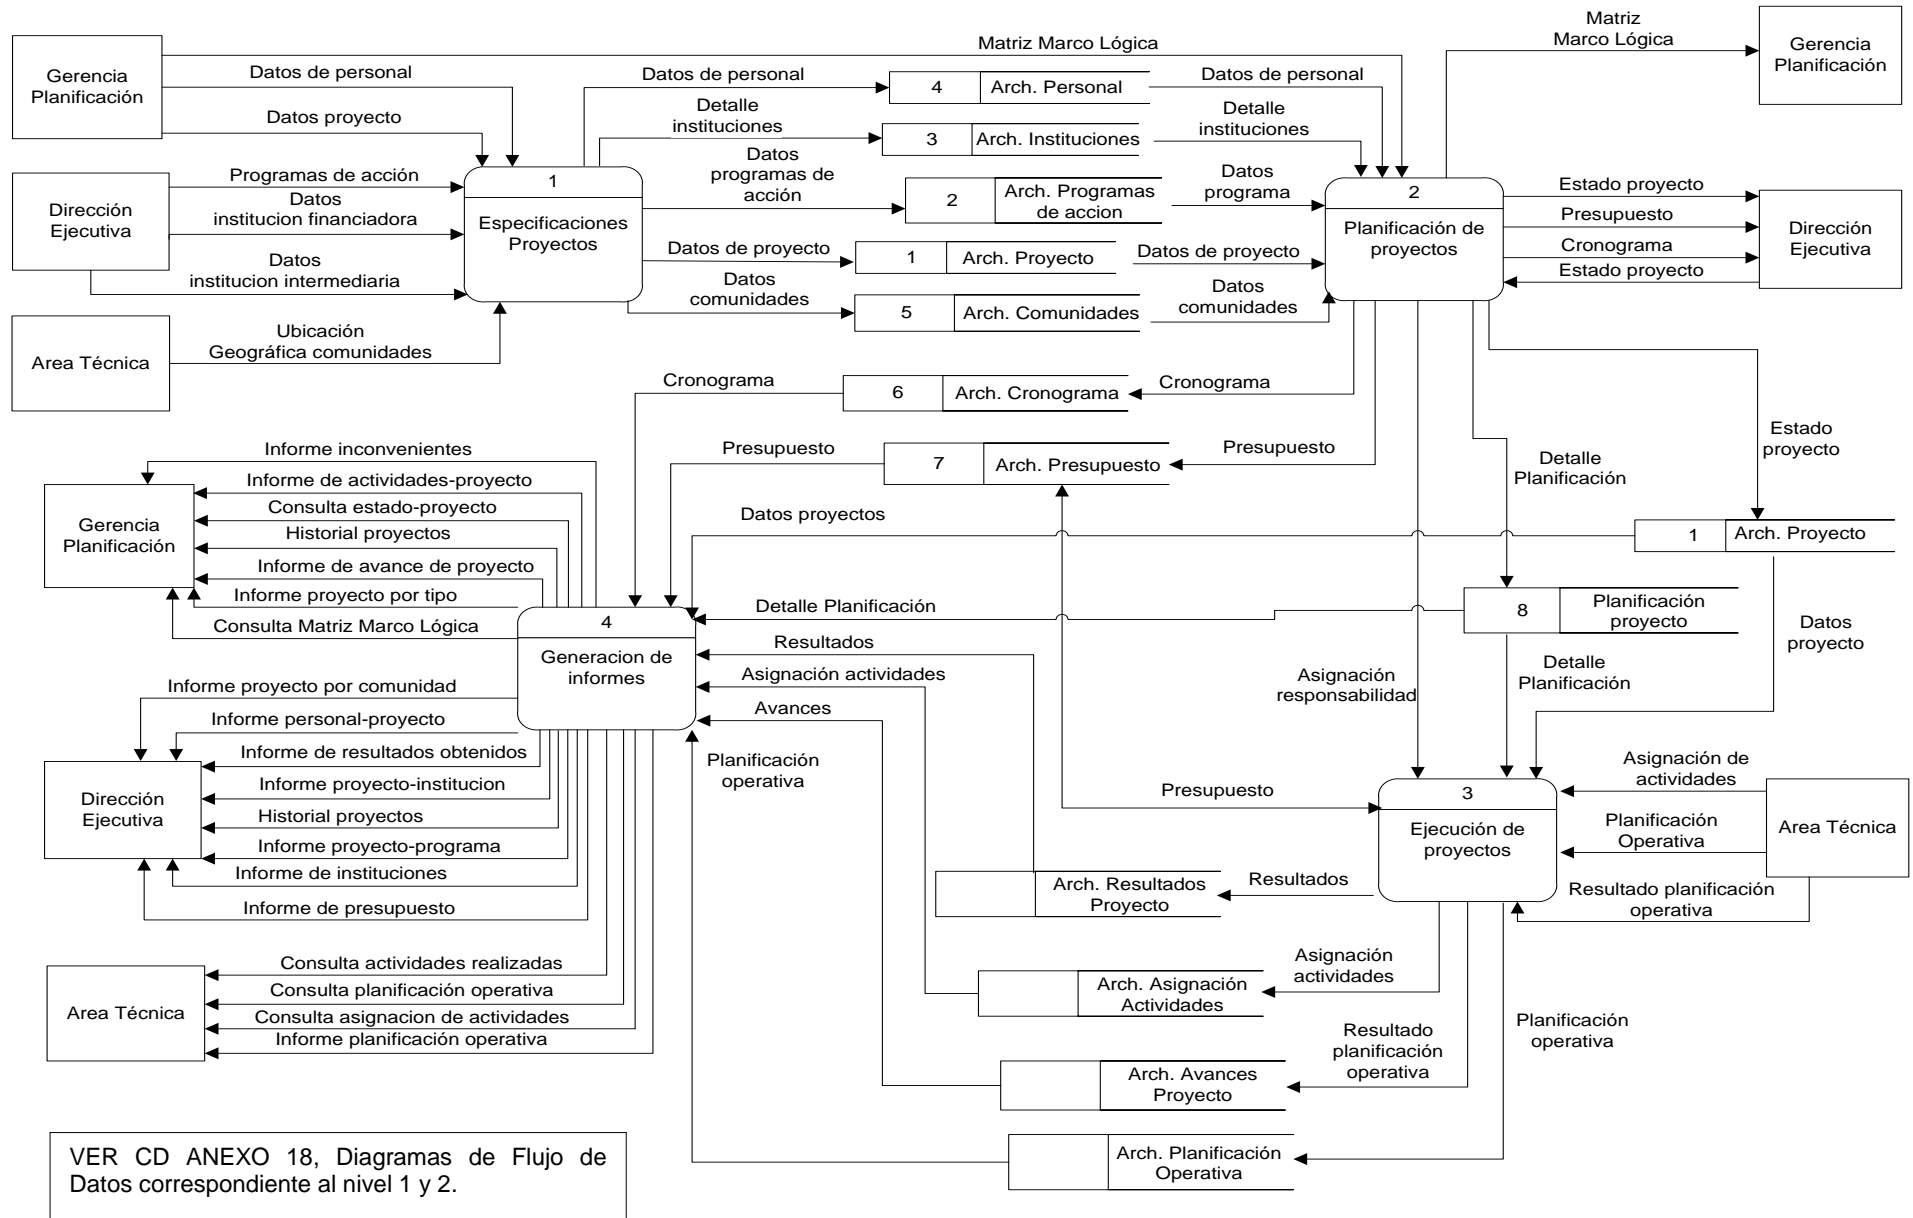 Matriz
Marco Lógica
Gerencia
Planificación
Matriz Marco Lógica
Gerencia
Planificación
Datos de personal
Datos proyecto
Datos de personal
4
Arch. Personal
Datos de personal
Detalle
instituciones
3
Arch. Instituciones
Detalle
instituciones
Datos
programas de
acción
2
Arch. Programas
de accion
Datos
programa
Dirección
Ejecutiva
Programas de acción
Datos
institucion financiadora
Datos
institucion intermediaria
1
Especificaciones
Proyectos
Datos de proyecto
1
Arch. Proyecto
Datos de proyecto
Datos
comunidades
5
Arch. Comunidades
Datos
comunidades
2
Planificación de
proyectos
Estado proyecto
Presupuesto
Cronograma
Estado proyecto
Dirección
Ejecutiva
Area Técnica
Ubicación
Geográfica comunidades
Cronograma
6
Arch. Cronograma
Cronograma
Presupuesto
7
Arch. Presupuesto
Presupuesto
Detalle
Planificación
Estado
proyecto
Datos proyectos
1
Arch. Proyecto
Informe inconvenientes
Informe de actividades-proyecto
Consulta estado-proyecto
Historial proyectos
Informe de avance de proyecto
Informe proyecto por tipo
Consulta Matriz Marco Lógica
Gerencia
Planificación
Detalle Planificación
8
Planificación
proyecto
Datos
proyecto
4
Generacion de
informes
Resultados
Asignación actividades
Avances
Planificación
operativa
Asignación
responsabilidad
Detalle
Planificación
Informe proyecto por comunidad
Informe personal-proyecto
Informe de resultados obtenidos
Informe proyecto-institucion
Historial proyectos
Informe proyecto-programa
Informe de instituciones
Informe de presupuesto
Dirección
Ejecutiva
Presupuesto
3
Ejecución de
proyectos
Asignación de
actividades
Planificación
Operativa
Resultado planificación
operativa
Area Técnica
Arch. Resultados
Proyecto
Resultados
Consulta actividades realizadas
Consulta planificación operativa
Consulta asignacion de actividades
Informe planificación operativa
Area Técnica
Arch. Asignación
Actividades
Asignación
actividades
Arch. Avances
Proyecto
Resultado
planificación
operativa
Planificación
operativa
Arch. Planificación
Operativa
VER CD ANEXO 18, Diagramas de Flujo de
Datos correspondiente al nivel 1 y 2.